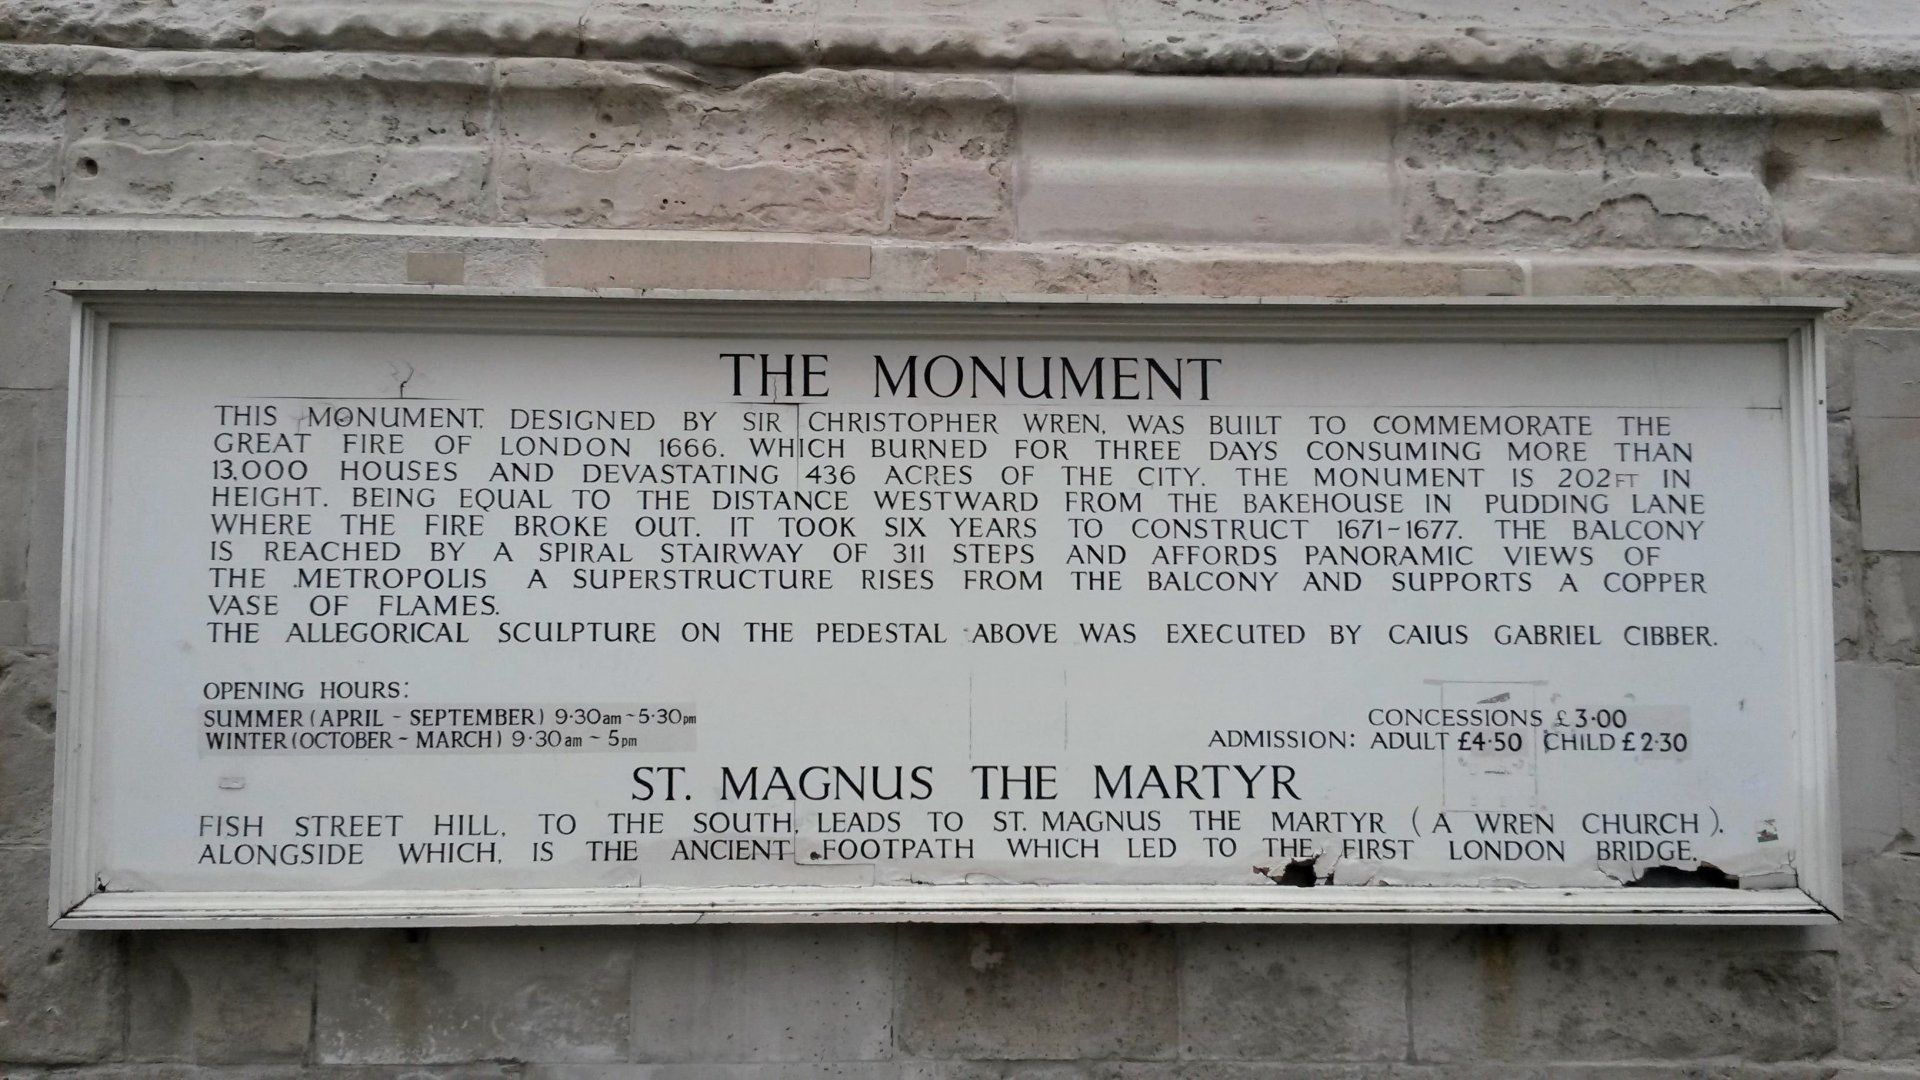 THE MONUMENT
THIS MONUMENT, DESIGNED BY SIR CHRISTOPHER WREN, WAS BUILT TO COMMEMORATE THE
GREAT FIRE OF LONDON 1666. WHICH BURNED FOR THREE DAYS CONSUMING MORE THAN
13,000 HOUSES AND DEVASTATING 436 ACRES OF THE CITY. THE MONUMENT IS 202FT IN
HEIGHT. BEING EQUAL TO THE DISTANCE WESTWARD FROM THE BAKEHOUSE IN PUDDING LANE
WHERE THE FIRE BROKE OUT. IT TOOK SIX YEARS TO CONSTRUCT 1671-1677. THE BALCONY
IS REACHED BY A SPIRAL STAIRWAY OF 311 STEPS AND AFFORDS PANORAMIC VIEWS OF
THE METROPOLIS A SUPERSTRUCTURE RISES FROM THE BALCONY AND SUPPORTS A COPPER
VASE OF FLAMES.
THE ALLEGORICAL SCULPTURE ON THE PEDESTAL ABOVE WAS EXECUTED BY CAIUS GABRIEL CIBBER.
OPENING HOURS:
SUMMER (APRIL - SEPTEMBER) 9·30am ~ 5·30pm
WINTER (OCTOBER ~ MARCH) 9·30am ~ 5pm
CONCESSIONS £3·00
ADMISSION: ADULT £4·50 CHILD £2·30
ST. MAGNUS THE MARTYR
FISH STREET HILL, TO THE SOUTH, LEADS TO ST. MAGNUS THE MARTYR (A WREN CHURCH).
ALONGSIDE WHICH, IS THE ANCIENT FOOTPATH WHICH LED TO THE FIRST LONDON BRIDGE.